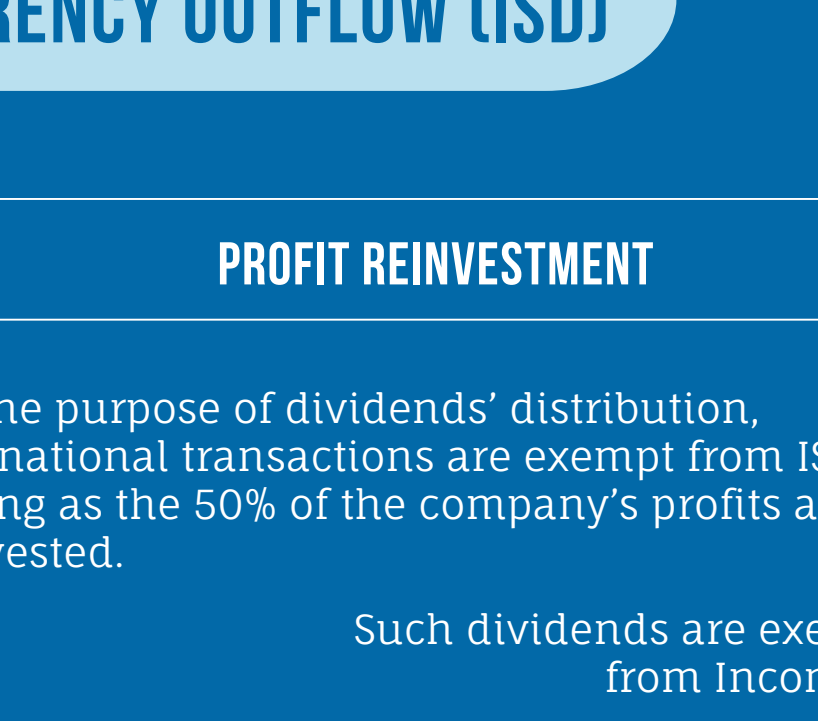 RENCY OUTFLOW (ISD)
PROFIT REINVESTMENT
he purpose of dividends’ distribution,
national transactions are exempt from IS
ng as the 50% of the company’s profits a
vested.
Such dividends are exe
from Incor